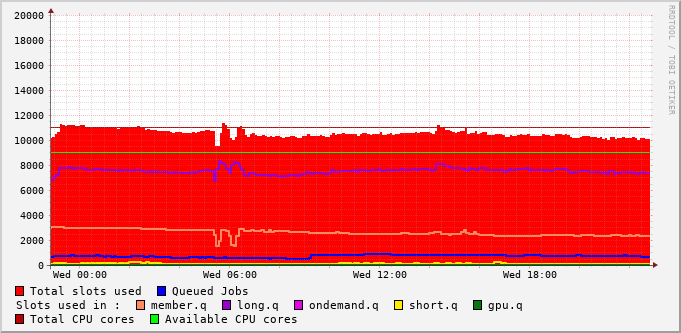 20000
18000
16000
14000
12000
10000
8000
6000
4000
2000
0
Wed 00:00 Wed 06:00 Wed 12:00 Wed 18:00
Total slots used Queued Jobs
Slots used in : member.q long.q ondemand.q short.q gpu.q
Total CPU cores Available CPU cores
RRDTOOL / TOBI OETIKER